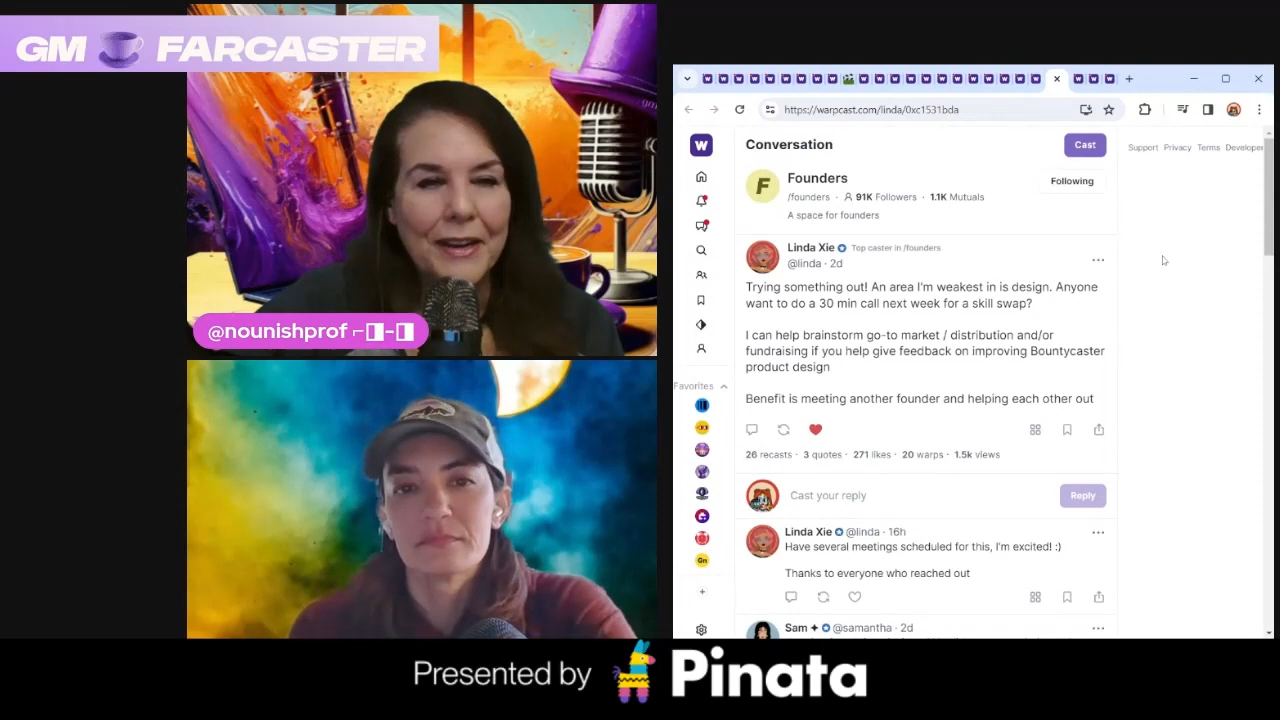 GM FARCASTER
@nounishprof
https://warpcast.com/linda/0xc1531bda
Conversation
Cast
Support Privacy Terms Developer
F
Founders
/founders · 91K Followers · 1.1K Mutuals
A space for founders
Following
Linda Xie Top caster in /founders
@linda · 2d
Trying something out! An area I'm weakest in is design. Anyone
want to do a 30 min call next week for a skill swap?
I can help brainstorm go-to market / distribution and/or
fundraising if you help give feedback on improving Bountycaster
product design
Benefit is meeting another founder and helping each other out
26 recasts · 3 quotes · 271 likes · 20 warps · 1.5k views
Favorites
Cast your reply
Reply
Linda Xie @linda · 16h
Have several meetings scheduled for this, I'm excited! :)
Thanks to everyone who reached out
Sam @samantha · 2d
Presented by Pinata